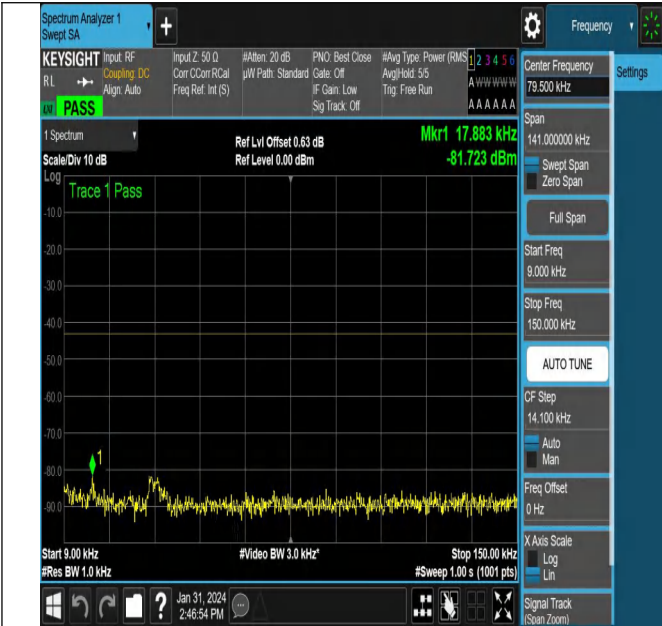 Spectrum Analyzer 1
Swept SA
+
Frequency
KEYSIGHT
RL
LXI
PASS
Input: RF
Coupling: DC
Align: Auto
Input Z: 50 Ω
Corr CCorr RCal
Freq Ref: Int (S)
#Atten: 20 dB
µW Path: Standard
PNO: Best Close
Gate: Off
IF Gain: Low
Sig Track: Off
#Avg Type: Power (RMS
Avg|Hold: 5/5
Trig: Free Run
1 2 3 4 5 6
A W W W W W
A A A A A A
1 Spectrum
Scale/Div 10 dB
Ref Lvl Offset 0.63 dB
Ref Level 0.00 dBm
Mkr1 17.883 kHz
-81.723 dBm
Log
Trace 1 Pass
-10.0
-20.0
-30.0
-40.0
-50.0
-60.0
-70.0
-80.0
-90.0
1
Start 9.00 kHz
#Res BW 1.0 kHz
#Video BW 3.0 kHz*
Stop 150.00 kHz
#Sweep 1.00 s (1001 pts)
?
Jan 31, 2024
2:46:54 PM
Center Frequency
79.500 kHz
Settings
Span
141.000000 kHz
Swept Span
Zero Span
Full Span
Start Freq
9.000 kHz
Stop Freq
150.000 kHz
AUTO TUNE
CF Step
14.100 kHz
Auto
Man
Freq Offset
0 Hz
X Axis Scale
Log
Lin
Signal Track
(Span Zoom)